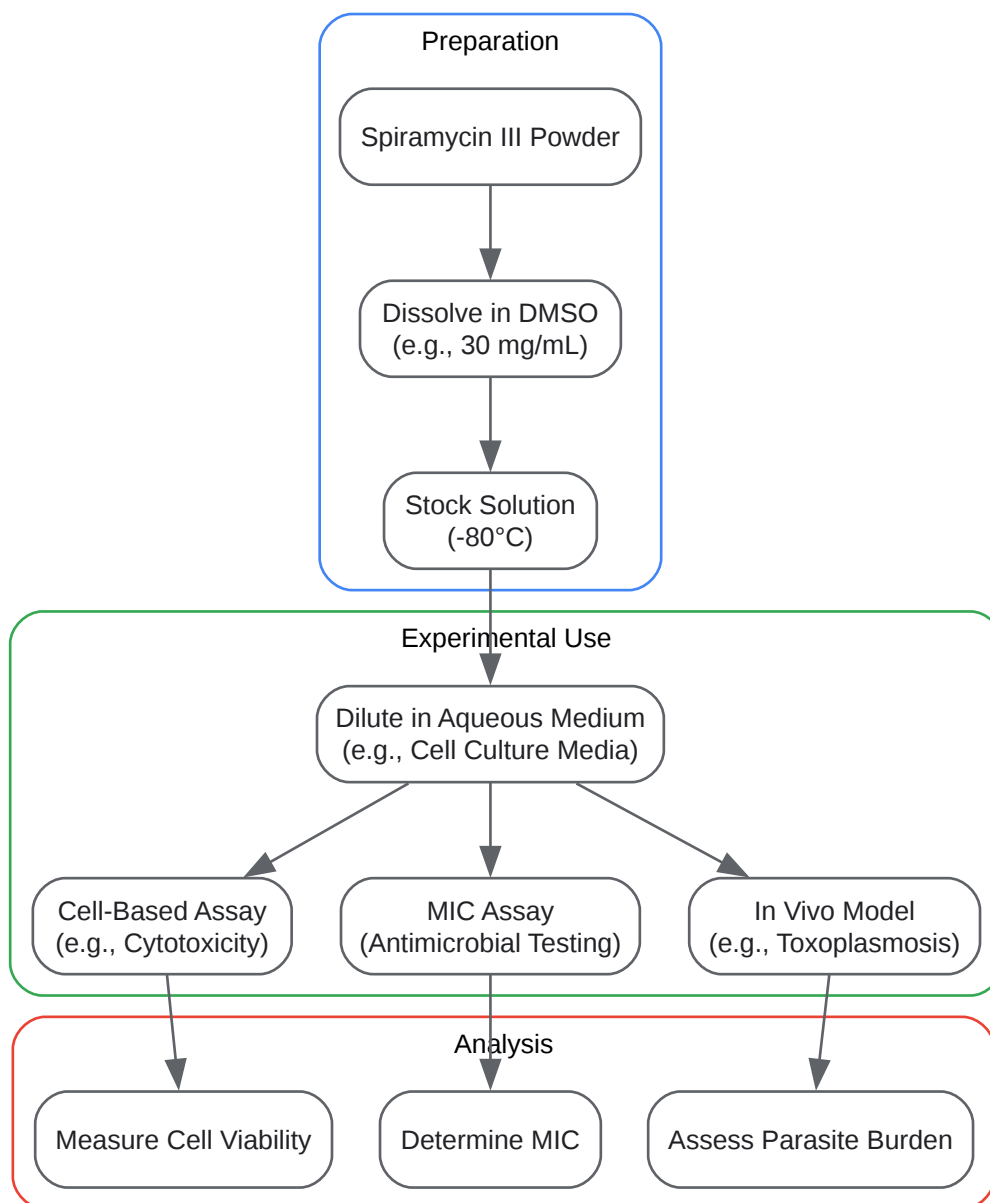 Preparation
Spiramycin III Powder
Dissolve in DMSO
(e.g., 30 mg/mL)
Stock Solution
(-80°C)
Experimental Use
Dilute in Aqueous Medium
(e.g., Cell Culture Media)
Cell-Based Assay
(e.g., Cytotoxicity)
MIC Assay
(Antimicrobial Testing)
In Vivo Model
(e.g., Toxoplasmosis)
Analysis
Measure Cell Viability
Determine MIC
Assess Parasite Burden